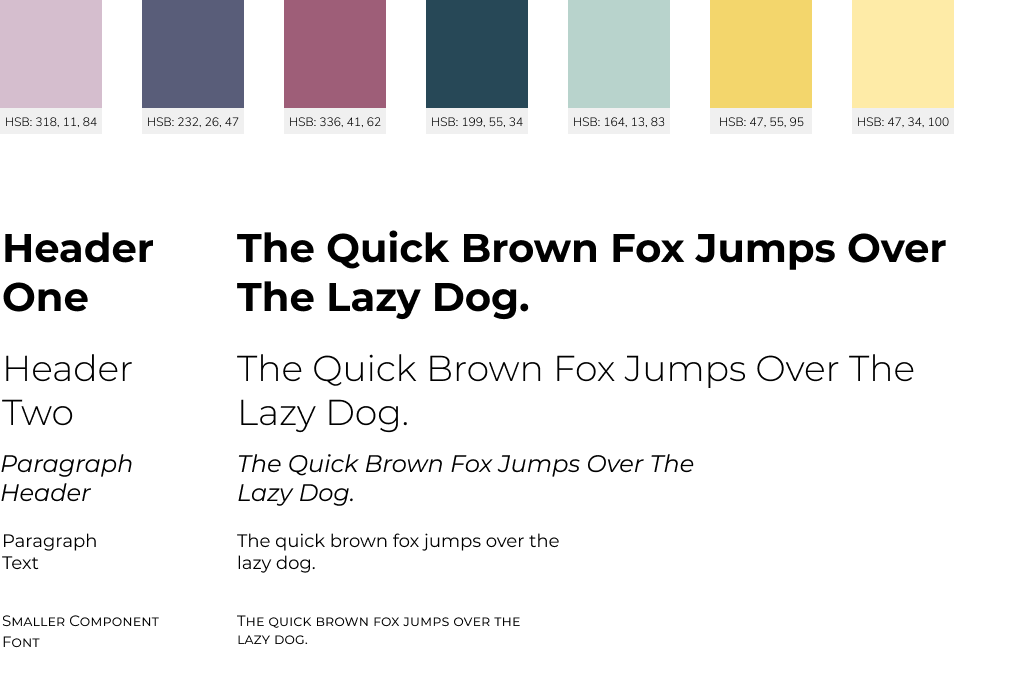 HSB: 318, 11, 84
HSB: 232, 26, 47
HSB: 336, 41, 62
HSB: 199, 55, 34
HSB: 164, 13, 83
HSB: 47, 55, 95
HSB: 47, 34, 100
Header
One
The Quick Brown Fox Jumps Over
The Lazy Dog.
Header
Two
The Quick Brown Fox Jumps Over The
Lazy Dog.
Paragraph
Header
The Quick Brown Fox Jumps Over The
Lazy Dog.
Paragraph
Text
The quick brown fox jumps over the
lazy dog.
Smaller Component
Font
The quick brown fox jumps over the
lazy dog.